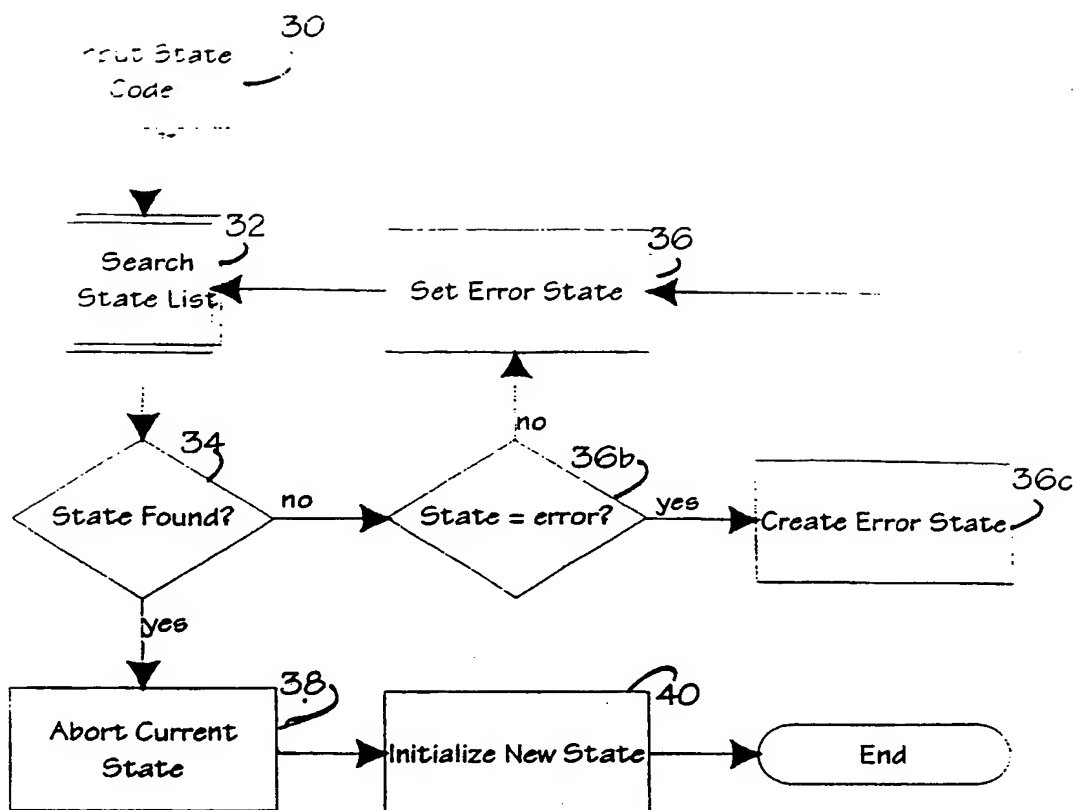 30
State
Code
32
Search
State List
36
Set Error State
no
34
State Found?
no
36b
State = error?
yes
36c
Create Error State
yes
38
Abort Current
State
40
Initialize New State
End